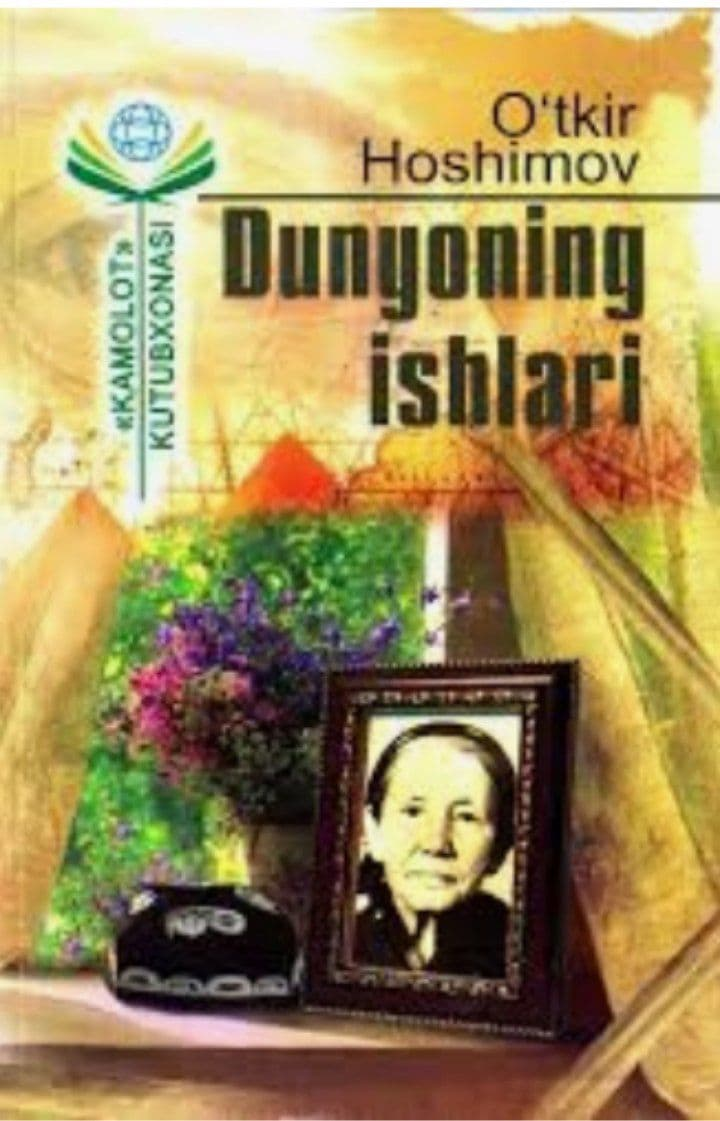 O‘tkir
Hoshimov
Dunyoning
ishlari
«KAMOLOT»
KUTUBXONASI